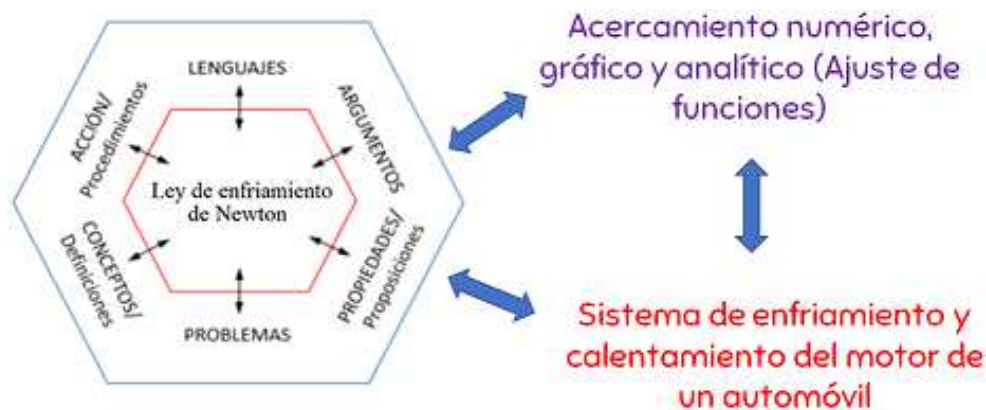 LENGUAJES
ACCIÓN/
Procedimientos
ARGUMENTOS
Ley de enfriamiento
de Newton
CONCEPTOS/
Definiciones
PROPIEDADES/
Proposiciones
PROBLEMAS
Acercamiento numérico,
gráfico y analítico (Ajuste de
funciones)
Sistema de enfriamiento y
calentamiento del motor de
un automóvil